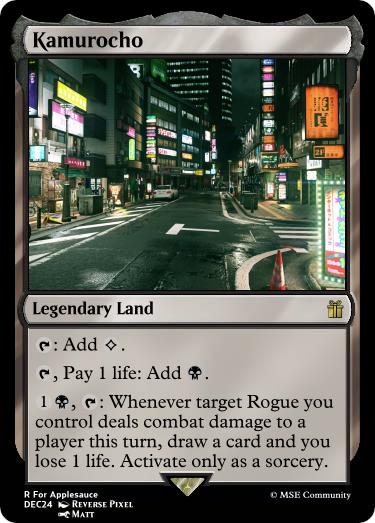 Kamurocho
Legendary Land
: Add .
, Pay 1 life: Add .
1 , : Whenever target Rogue you
control deals combat damage to a
player this turn, draw a card and you
lose 1 life. Activate only as a sorcery.
R For Applesauce
DEC24 Reverse Pixel
Matt
© MSE Community